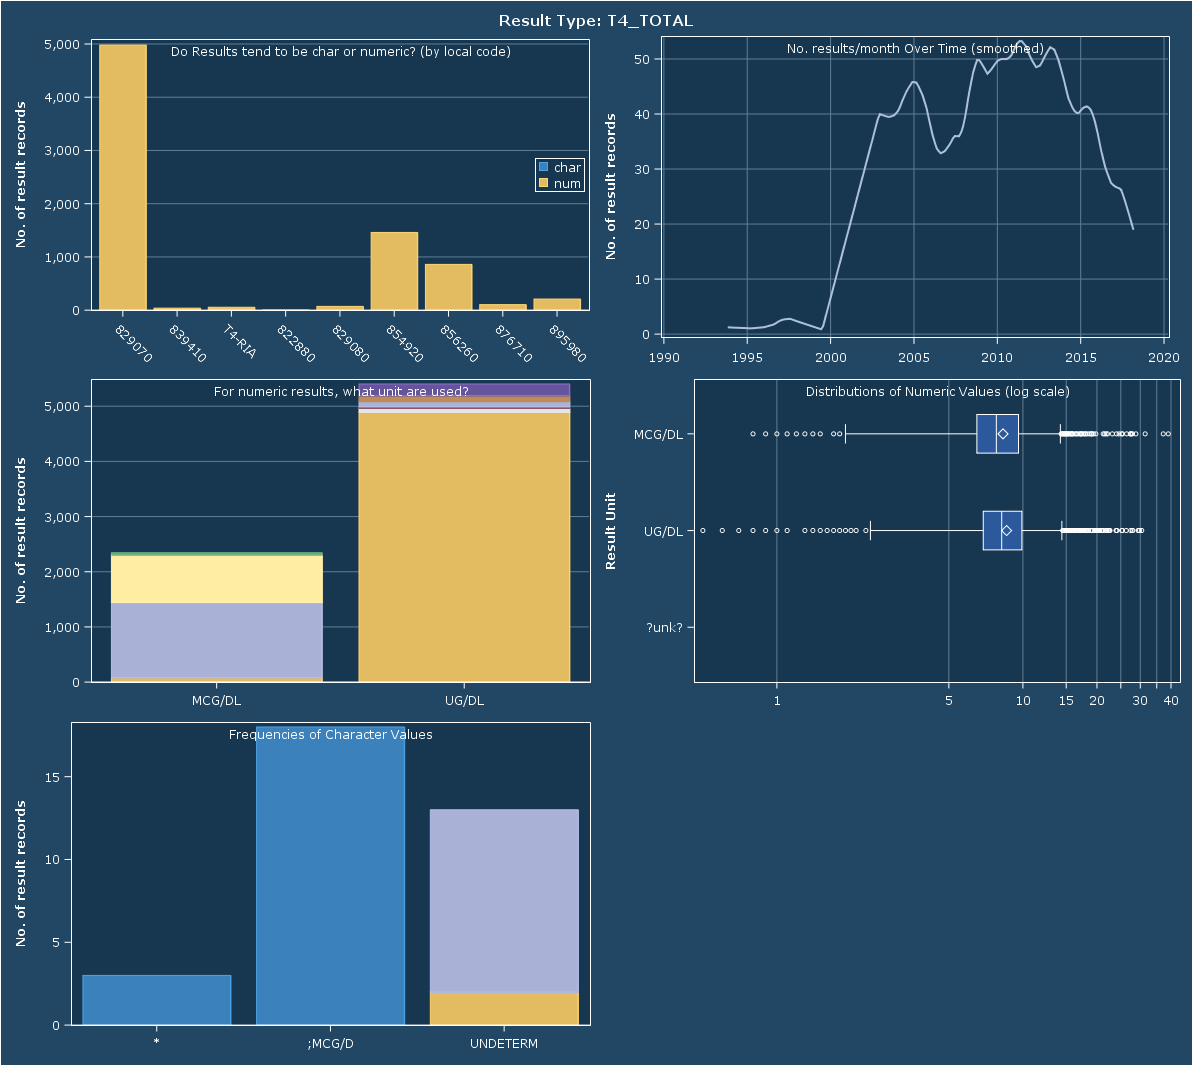 Result Type: T4_TOTAL
Do Results tend to be char or numeric? (by local code)
No. of result records
5,000
4,000
3,000
2,000
1,000
0
char
num
829070
839410
T4-RIA
822880
829080
854920
856260
876710
895980
No. results/month Over Time (smoothed)
No. of result records
50
40
30
20
10
0
1990
1995
2000
2005
2010
2015
2020
For numeric results, what unit are used?
No. of result records
5,000
4,000
3,000
2,000
1,000
0
MCG/DL
UG/DL
Distributions of Numeric Values (log scale)
Result Unit
MCG/DL
UG/DL
?unk?
1
5
10
15
20
30
40
Frequencies of Character Values
No. of result records
15
10
5
0
*
;MCG/D
UNDETERM